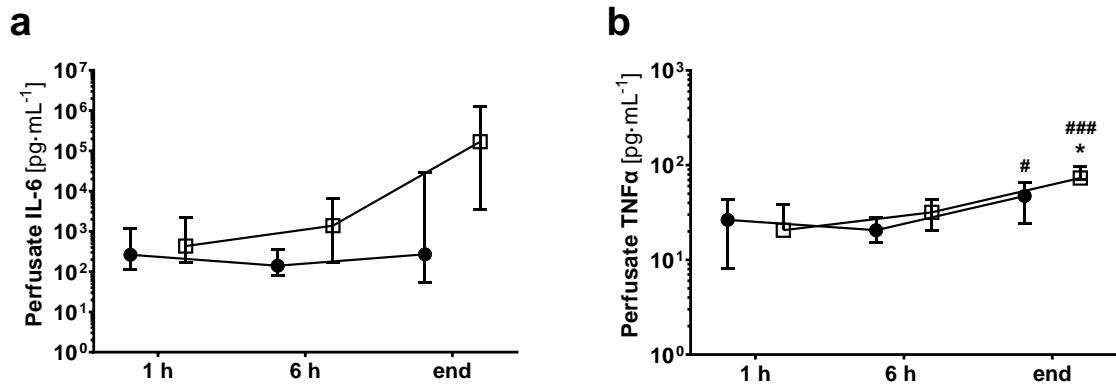 a
Perfusate IL-6 [pg·mL⁻¹]
10⁷
10⁶
10⁵
10⁴
10³
10²
10¹
10⁰
1 h 6 h end
b
Perfusate TNFα [pg·mL⁻¹]
10³
10²
10¹
10⁰
#
###
*
1 h 6 h end